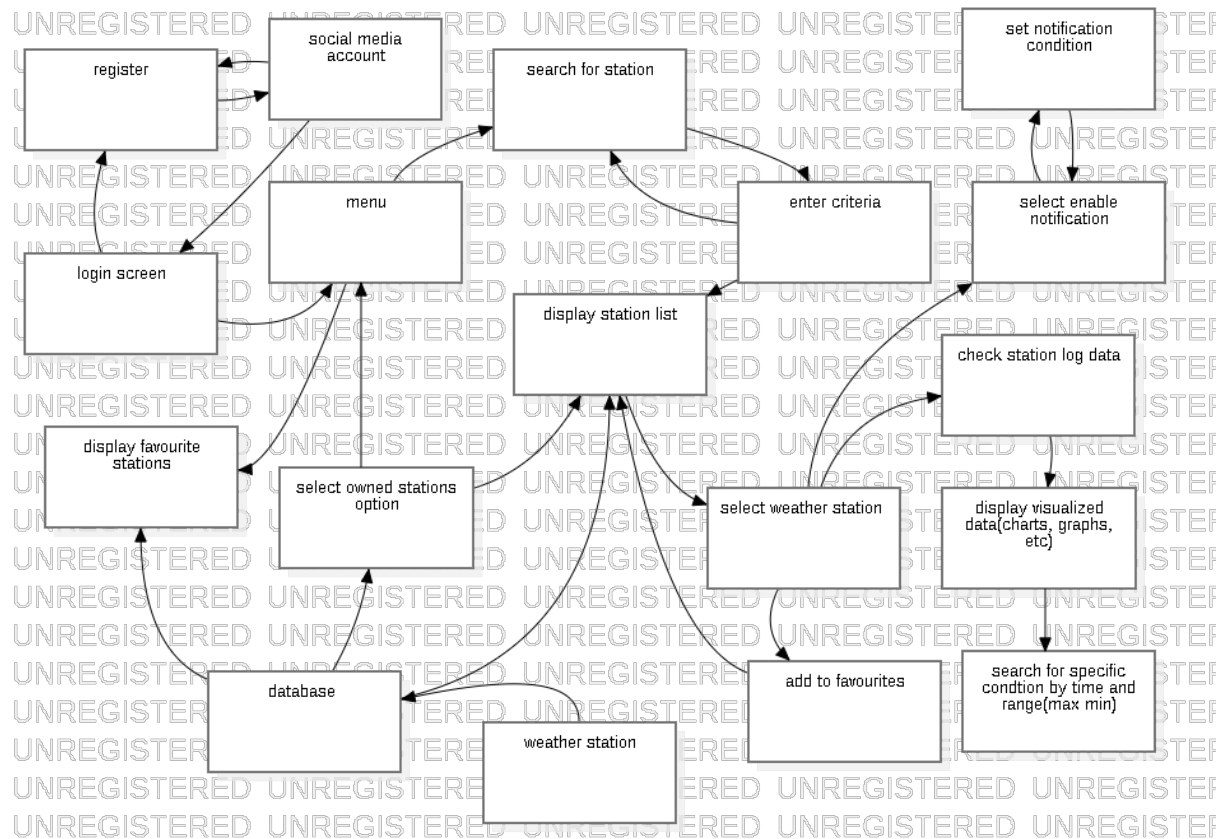 UNREGISTERED UNREGISTERED UNREGISTERED UNREGISTERED
social media
account
set notification
condition
register
search for station
menu
enter criteria
select enable
notification
login screen
display station list
check station log data
display favourite
stations
select owned stations
option
select weather station
display visualized
data(charts, graphs,
etc)
database
add to favourites
search for specific
condtion by time and
range(max min)
weather station